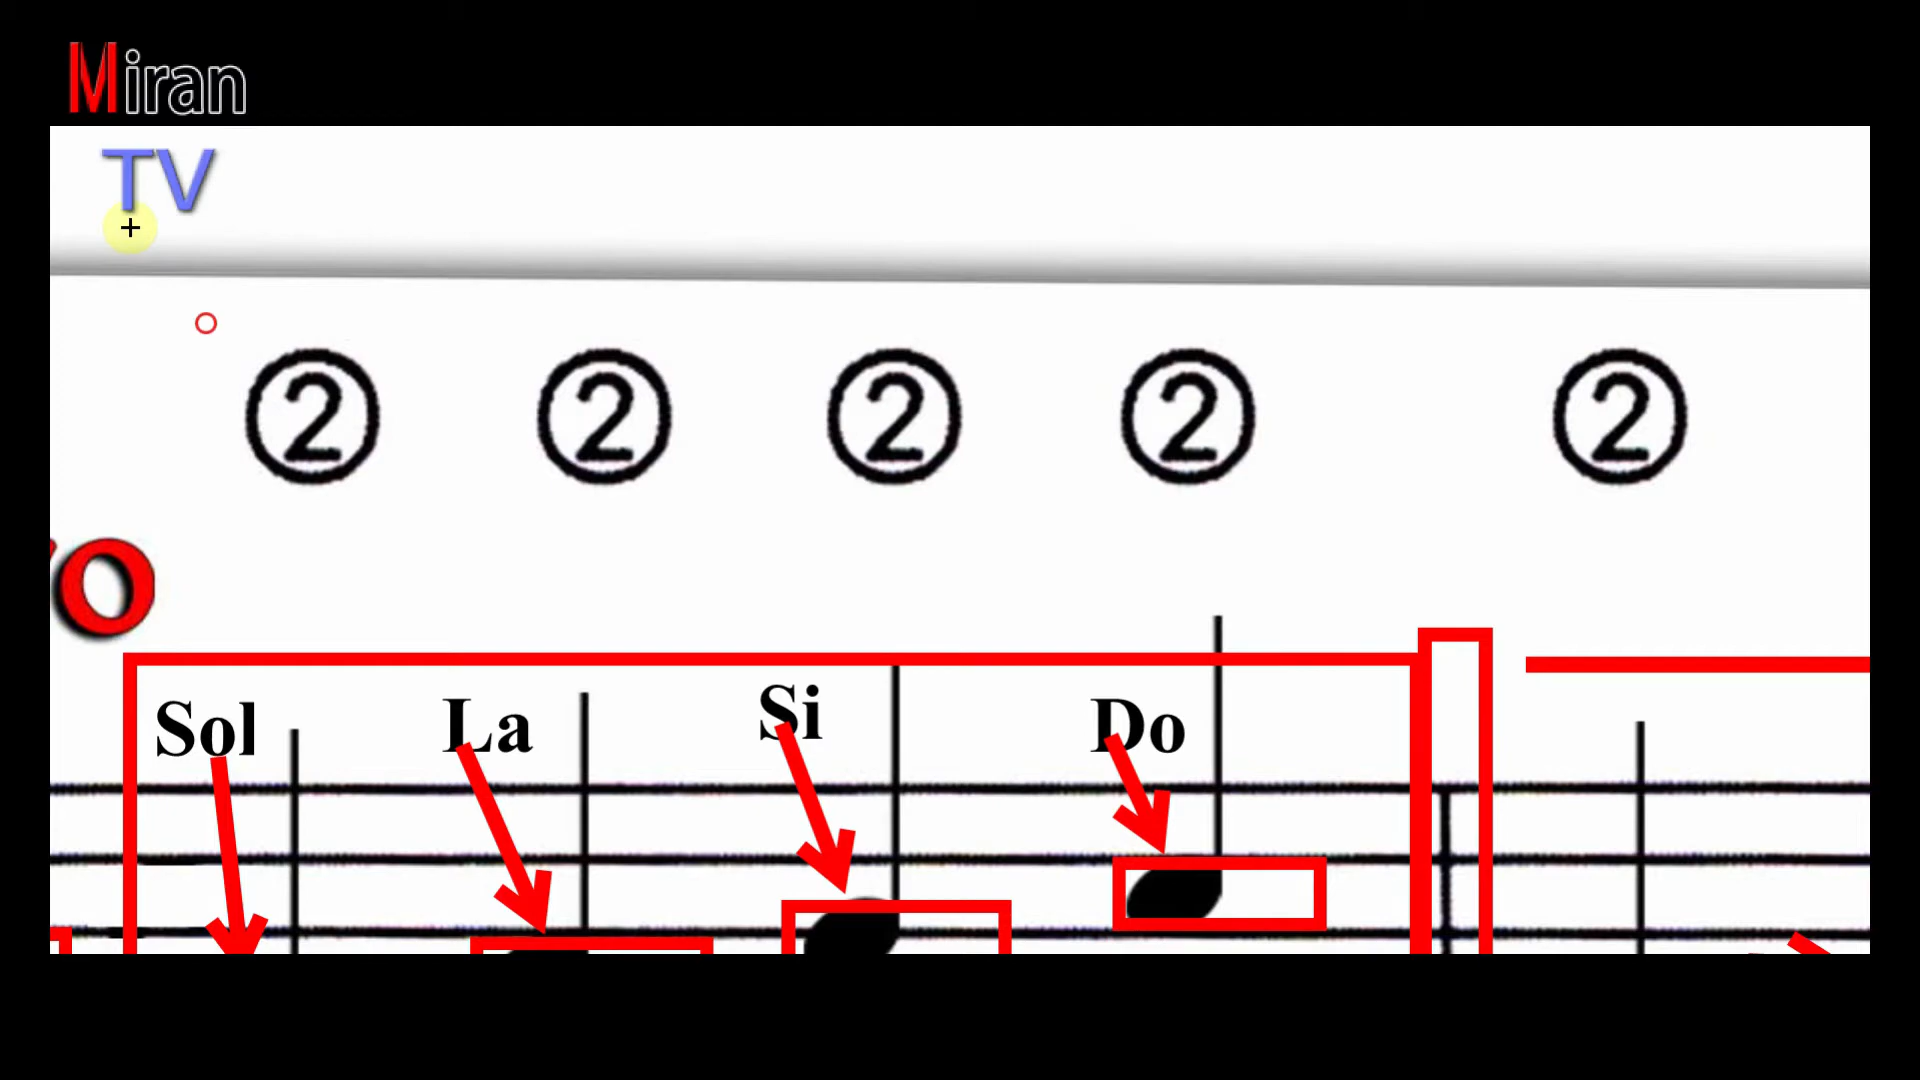 Miran
TV
② ② ② ② ②
o
Sol La Si Do